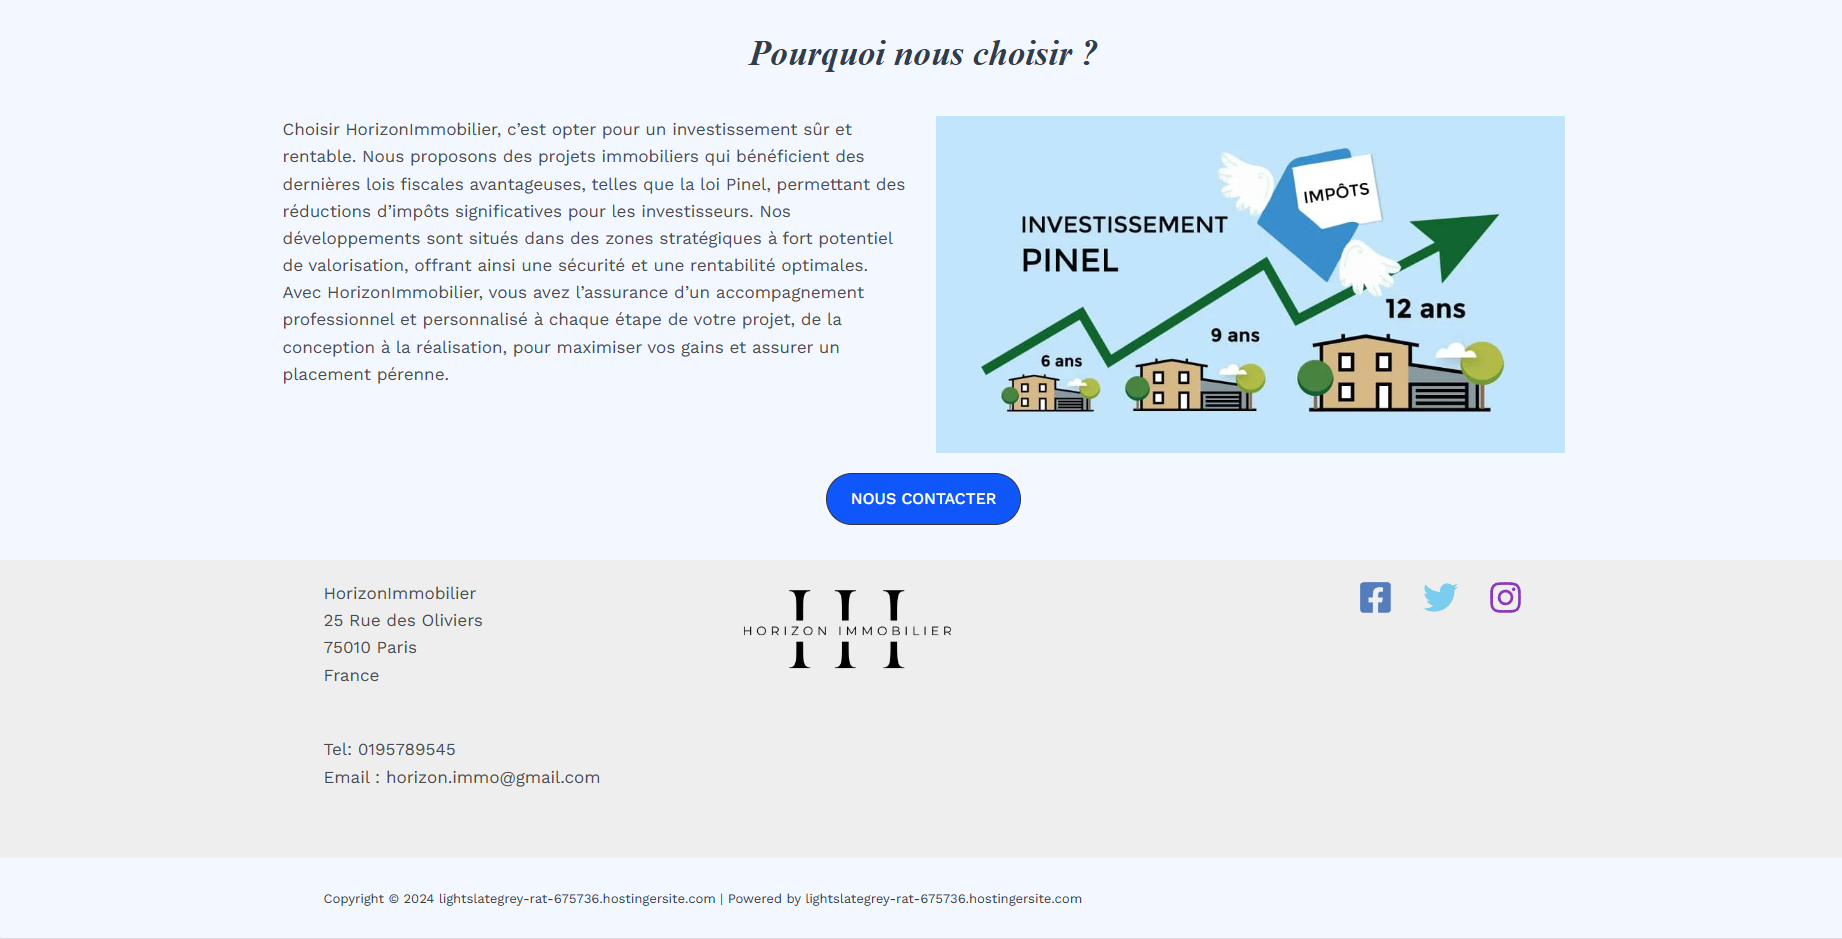 Pourquoi nous choisir ?
Choisir HorizonImmobilier, c’est opter pour un investissement sûr et
rentable. Nous proposons des projets immobiliers qui bénéficient des
dernières lois fiscales avantageuses, telles que la loi Pinel, permettant des
réductions d’impôts significatives pour les investisseurs. Nos
développements sont situés dans des zones stratégiques à fort potentiel
de valorisation, offrant ainsi une sécurité et une rentabilité optimales.
Avec HorizonImmobilier, vous avez l’assurance d’un accompagnement
professionnel et personnalisé à chaque étape de votre projet, de la
conception à la réalisation, pour maximiser vos gains et assurer un
placement pérenne.
IMPÔTS
INVESTISSEMENT
PINEL
12 ans
9 ans
6 ans
NOUS CONTACTER
HorizonImmobilier
25 Rue des Oliviers
75010 Paris
France
Tel: 0195789545
Email : horizon.immo@gmail.com
HORIZON IMMOBILIER
Copyright © 2024 lightslategrey-rat-675736.hostingersite.com | Powered by lightslategrey-rat-675736.hostingersite.com